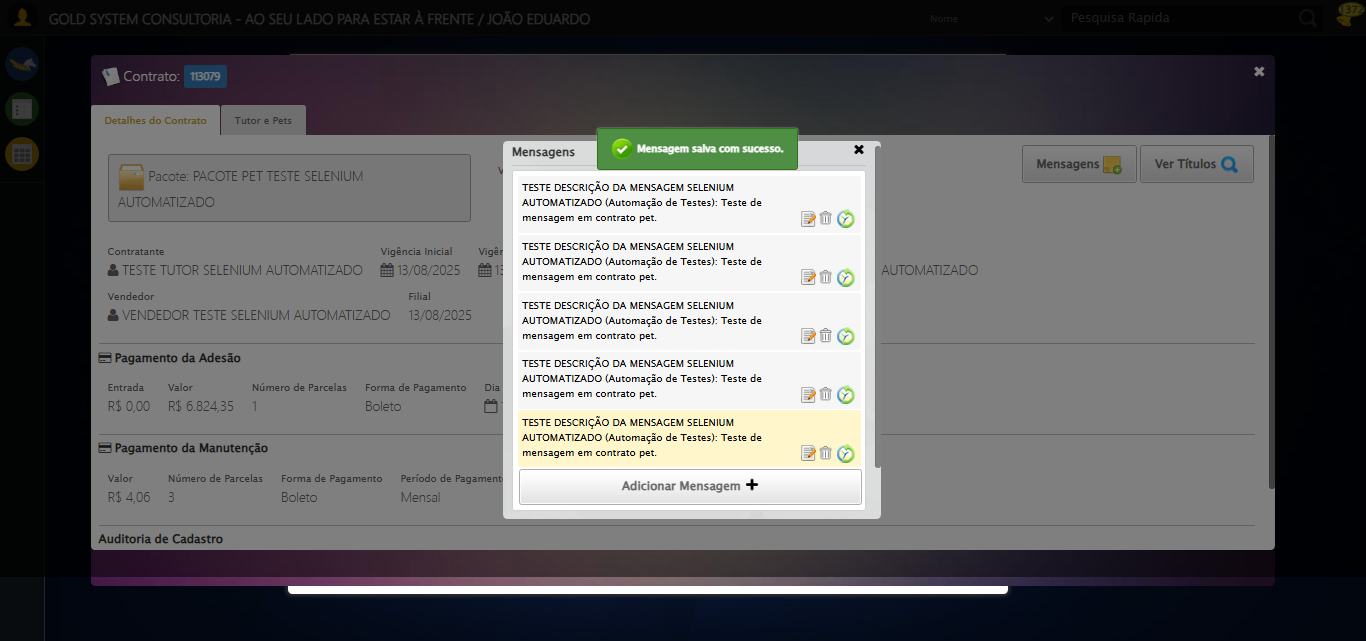 GOLD SYSTEM CONSULTORIA - AO SEU LADO PARA ESTAR À FRENTE / JOÃO EDUARDO
Nome
Pesquisa Rapida
1372
Contrato: 113079
Detalhes do Contrato
Tutor e Pets
Mensagem salva com sucesso.
Mensagens
Pacote: PACOTE PET TESTE SELENIUM
AUTOMATIZADO
Mensagens
Ver Títulos
TESTE DESCRIÇÃO DA MENSAGEM SELENIUM
AUTOMATIZADO (Automação de Testes): Teste de
mensagem em contrato pet.
TESTE DESCRIÇÃO DA MENSAGEM SELENIUM
AUTOMATIZADO (Automação de Testes): Teste de
mensagem em contrato pet.
TESTE DESCRIÇÃO DA MENSAGEM SELENIUM
AUTOMATIZADO (Automação de Testes): Teste de
mensagem em contrato pet.
TESTE DESCRIÇÃO DA MENSAGEM SELENIUM
AUTOMATIZADO (Automação de Testes): Teste de
mensagem em contrato pet.
TESTE DESCRIÇÃO DA MENSAGEM SELENIUM
AUTOMATIZADO (Automação de Testes): Teste de
mensagem em contrato pet.
Adicionar Mensagem
Contratante
Vigência Inicial
TESTE TUTOR SELENIUM AUTOMATIZADO
13/08/2025
AUTOMATIZADO
Vendedor
Filial
VENDEDOR TESTE SELENIUM AUTOMATIZADO
13/08/2025
Pagamento da Adesão
Entrada
Valor
Número de Parcelas
Forma de Pagamento
Dia
R$ 0,00
R$ 6.824,35
1
Boleto
Pagamento da Manutenção
Valor
Número de Parcelas
Forma de Pagamento
Período de Pagamento
R$ 4,06
3
Boleto
Mensal
Auditoria de Cadastro